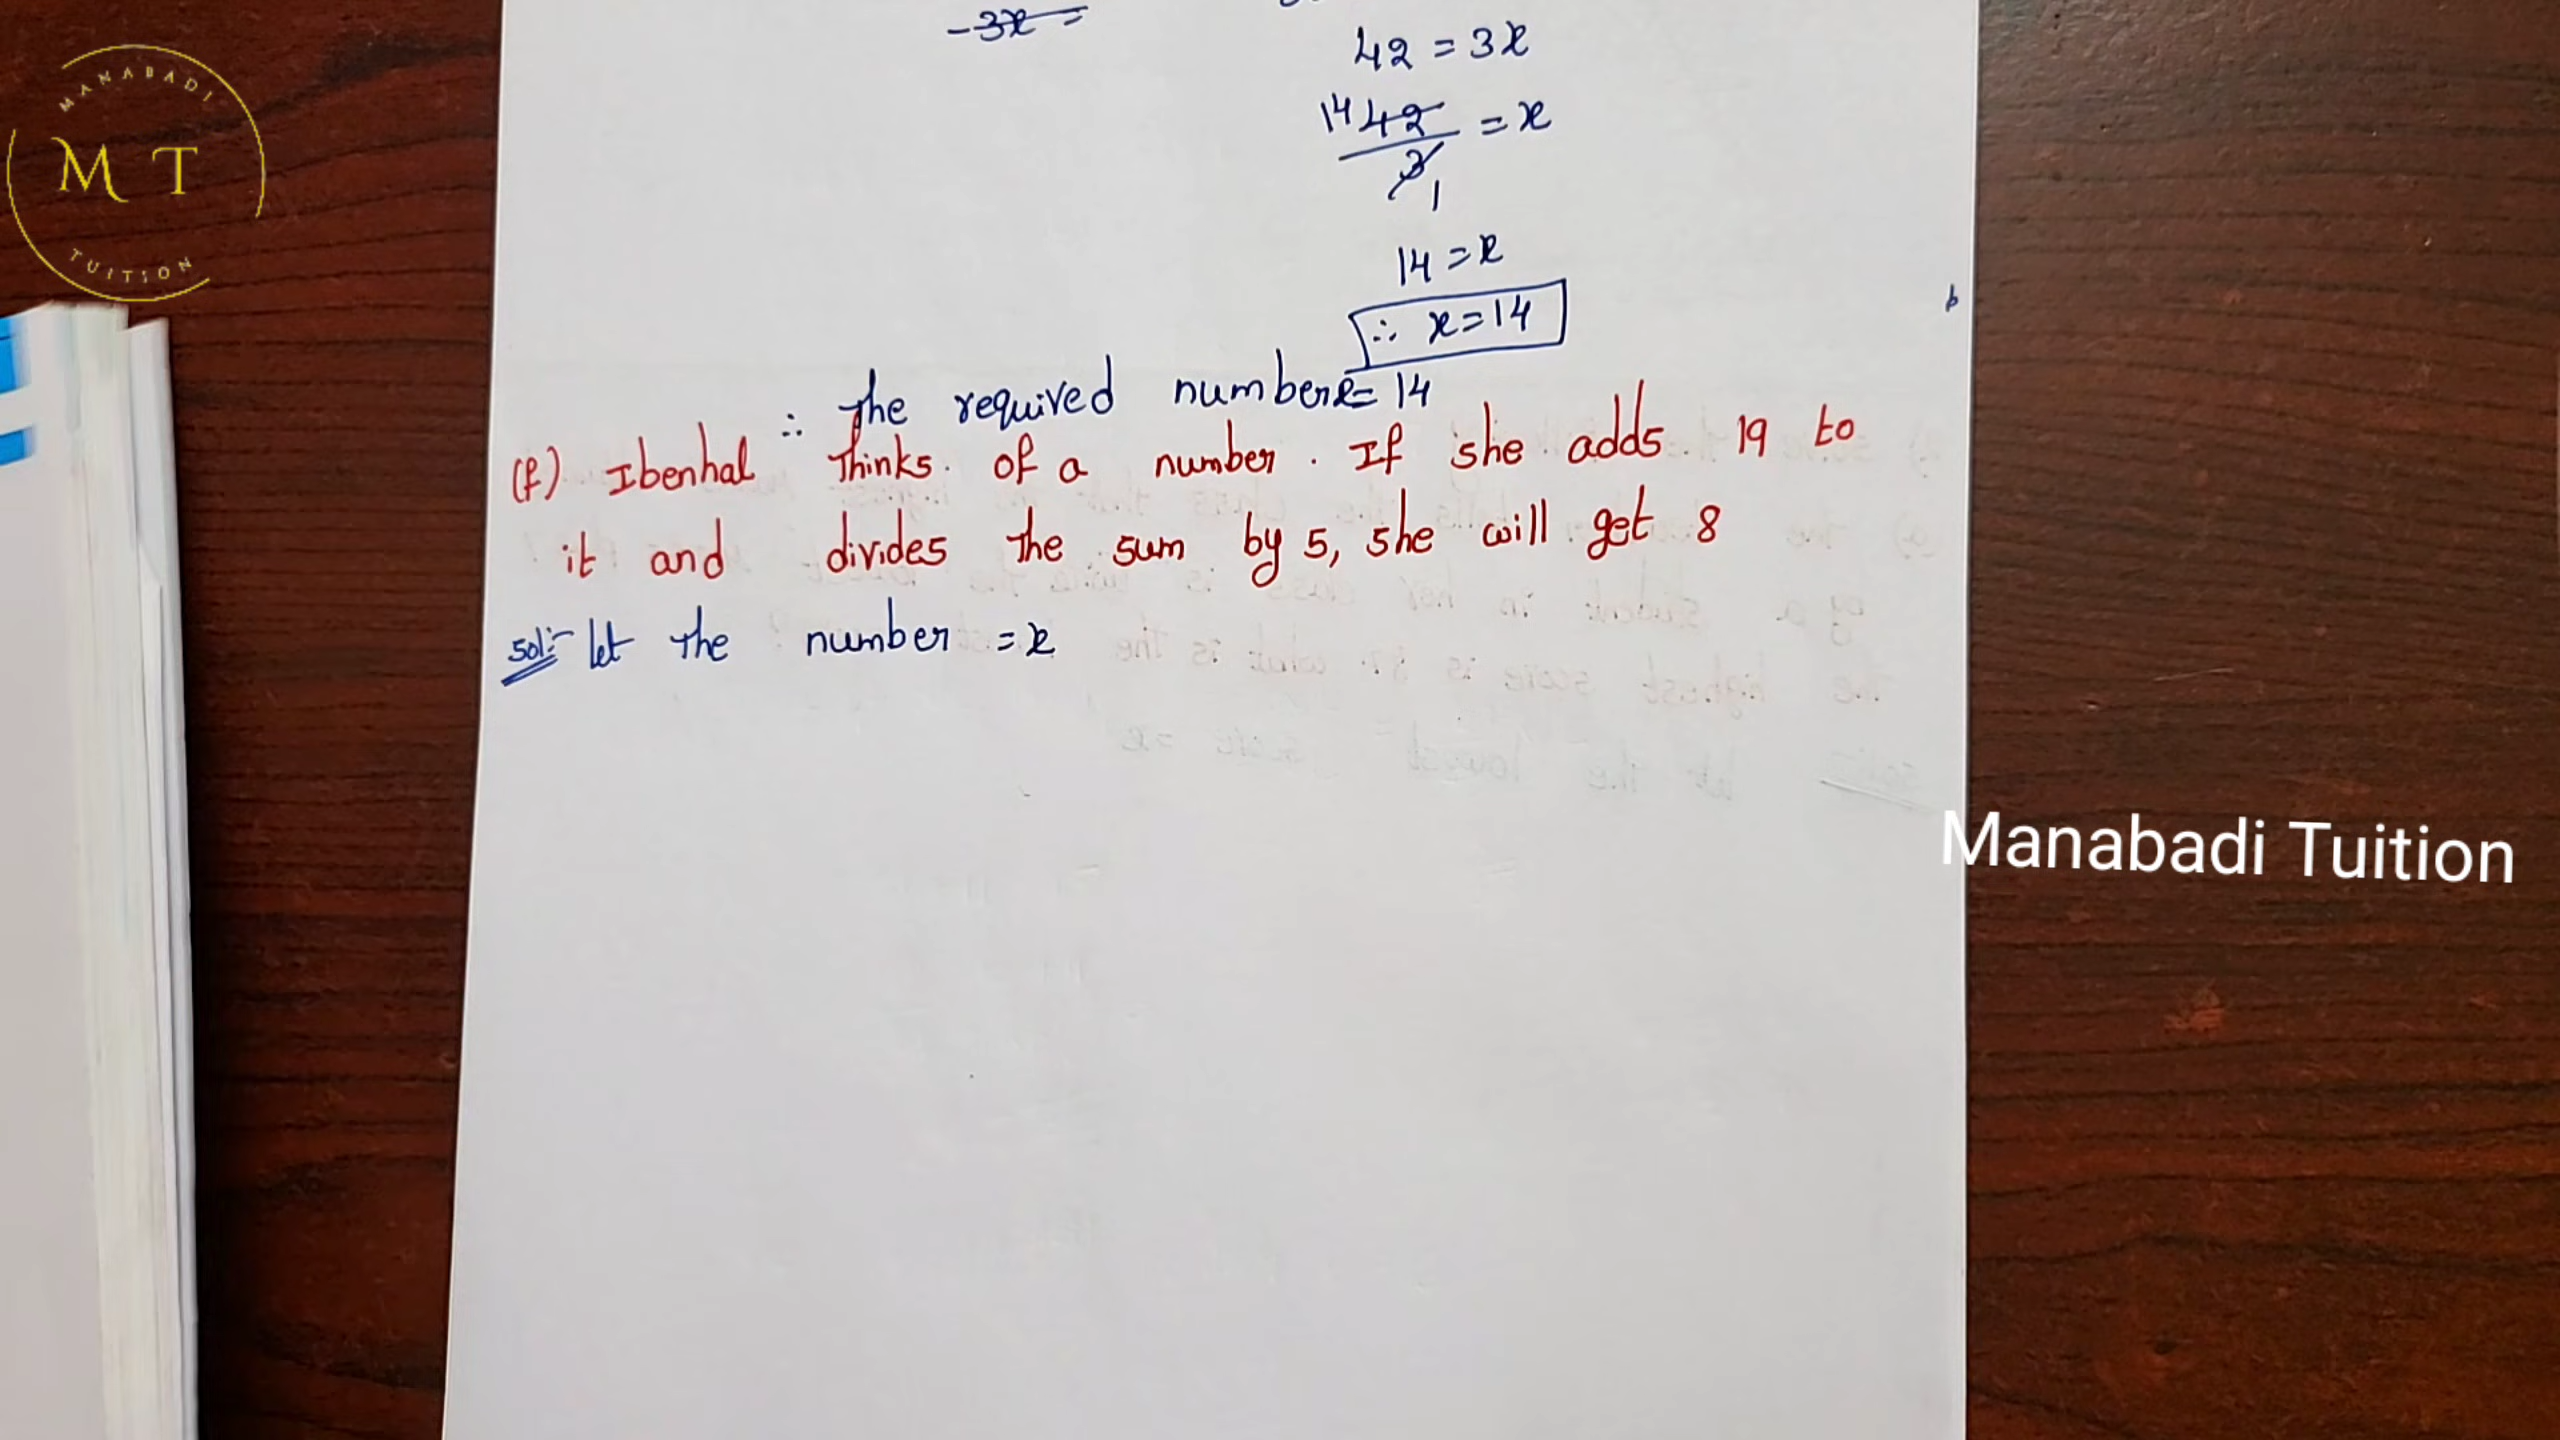 MANABADI
M T
TUITION
-3x =
42 = 3x
14 42 = x
3 1
14 = x
∴ x = 14
∴ The required number = 14
(f) Ibenhal Thinks of a number. If she adds 19 to
it and divides the sum by 5, she will get 8
Sol:- let the number = x
Manabadi Tuition